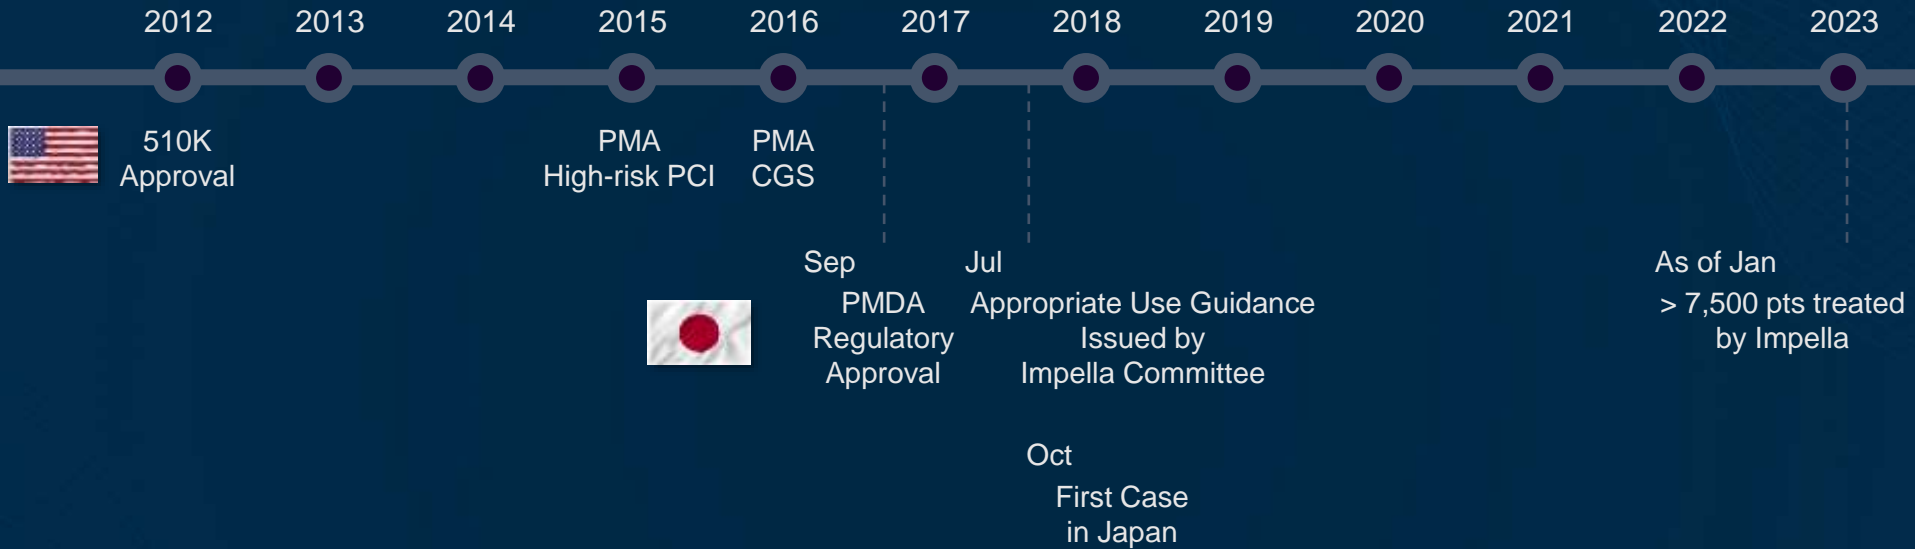 2012 2013 2014 2015 2016 2017 2018 2019 2020 2021 2022 2023
510K
Approval
PMA
High-risk PCI
PMA
CGS
Sep
PMDA
Regulatory
Approval
Jul
Appropriate Use Guidance
Issued by
Impella Committee
Oct
First Case
in Japan
As of Jan
> 7,500 pts treated
by Impella